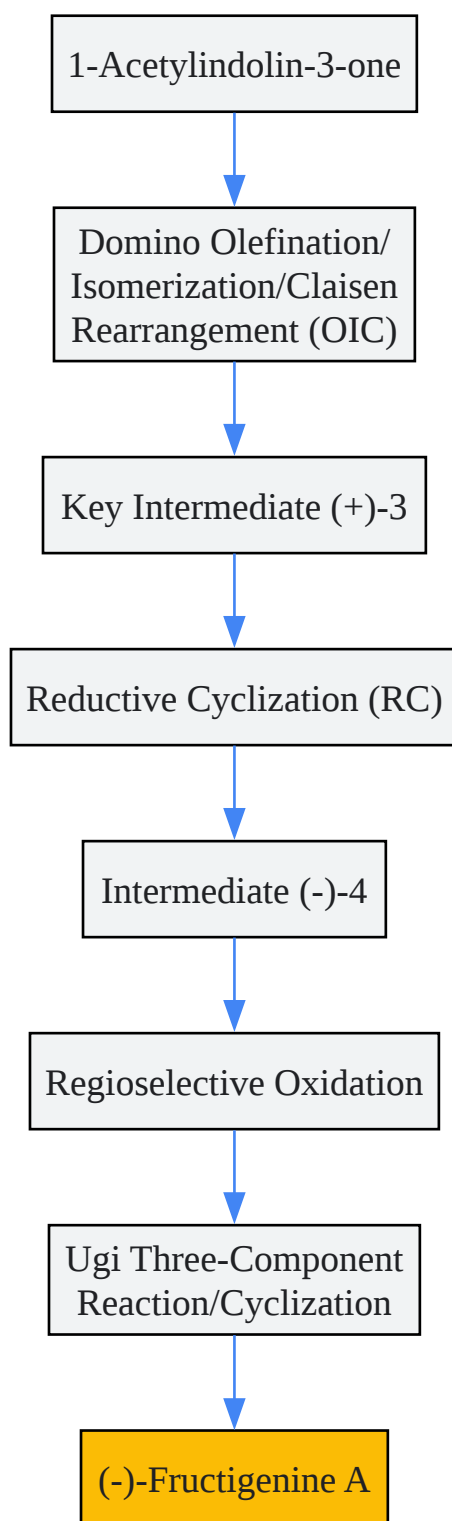 1-Acetylindolin-3-one
Domino Olefination/
Isomerization/Claisen
Rearrangement (OIC)
Key Intermediate (+)-3
Reductive Cyclization (RC)
Intermediate (-)-4
Regioselective Oxidation
Ugi Three-Component
Reaction/Cyclization
(-)-Fructigenine A